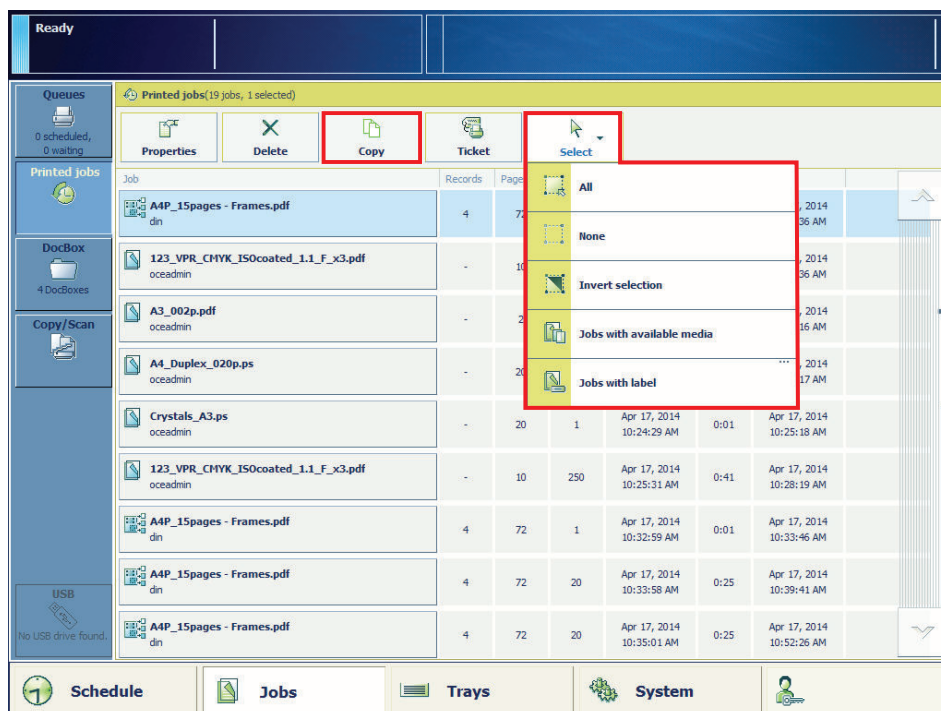 Ready
Queues
0 scheduled,
0 waiting
Printed jobs
DocBox
4 DocBoxes
Copy/Scan
USB
No USB drive found.
Printed jobs(19 jobs, 1 selected)
Properties
Delete
Copy
Ticket
Select
All
None
Invert selection
Jobs with available media
...
Jobs with label
Job Records Page
A4P_15pages - Frames.pdf
din
4 72 , 2014
36 AM
123_VPR_CMYK_ISOcoated_1.1_F_x3.pdf
oceadmin
- 10 , 2014
36 AM
A3_002p.pdf
oceadmin
- 2 , 2014
16 AM
A4_Duplex_020p.ps
oceadmin
- 20 , 2014
17 AM
Crystals_A3.ps
oceadmin
- 20 1 Apr 17, 2014 0:01 Apr 17, 2014
10:24:29 AM 10:25:18 AM
123_VPR_CMYK_ISOcoated_1.1_F_x3.pdf
oceadmin
- 10 250 Apr 17, 2014 0:41 Apr 17, 2014
10:25:31 AM 10:28:19 AM
A4P_15pages - Frames.pdf
din
4 72 1 Apr 17, 2014 0:01 Apr 17, 2014
10:32:59 AM 10:33:46 AM
A4P_15pages - Frames.pdf
din
4 72 20 Apr 17, 2014 0:25 Apr 17, 2014
10:33:58 AM 10:39:41 AM
A4P_15pages - Frames.pdf
din
4 72 20 Apr 17, 2014 0:25 Apr 17, 2014
10:35:01 AM 10:52:26 AM
Schedule
Jobs
Trays
System